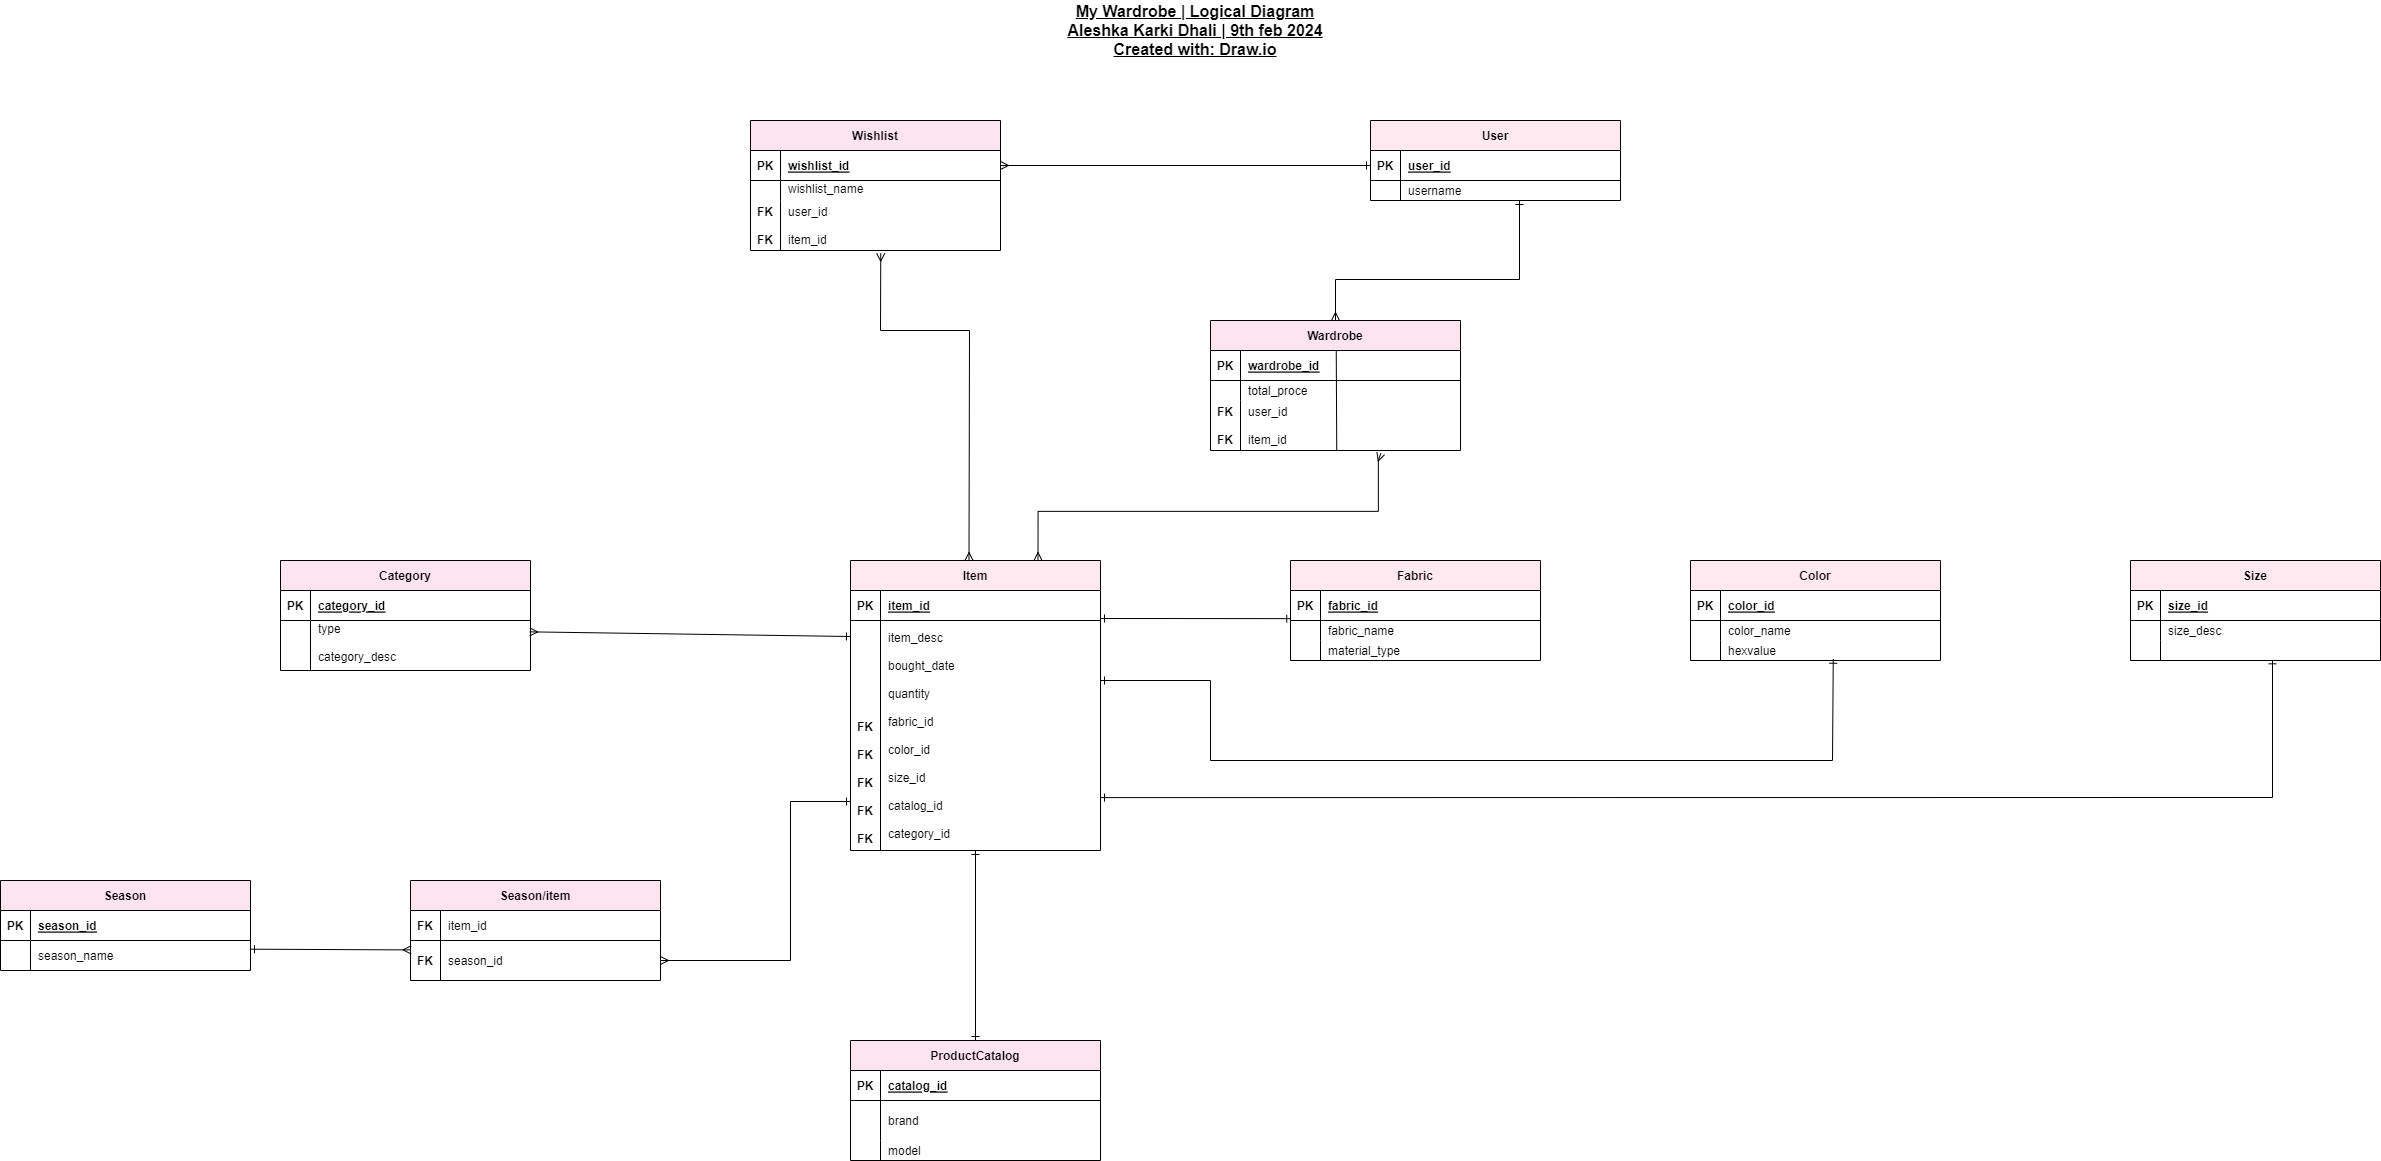 My Wardrobe | Logical Diagram
Aleshka Karki Dhali | 9th feb 2024
Created with: Draw.io
Wishlist
PK wishlist_id
wishlist_name
FK user_id
FK item_id
User
PK user_id
username
Wardrobe
PK wardrobe_id
total_proce
FK user_id
FK item_id
Category
PK category_id
type
category_desc
Item
PK item_id
item_desc
bought_date
quantity
FK fabric_id
FK color_id
FK size_id
FK catalog_id
FK category_id
Fabric
PK fabric_id
fabric_name
material_type
Color
PK color_id
color_name
hexvalue
Size
PK size_id
size_desc
Season
PK season_id
season_name
Season/item
FK item_id
FK season_id
ProductCatalog
PK catalog_id
brand
model